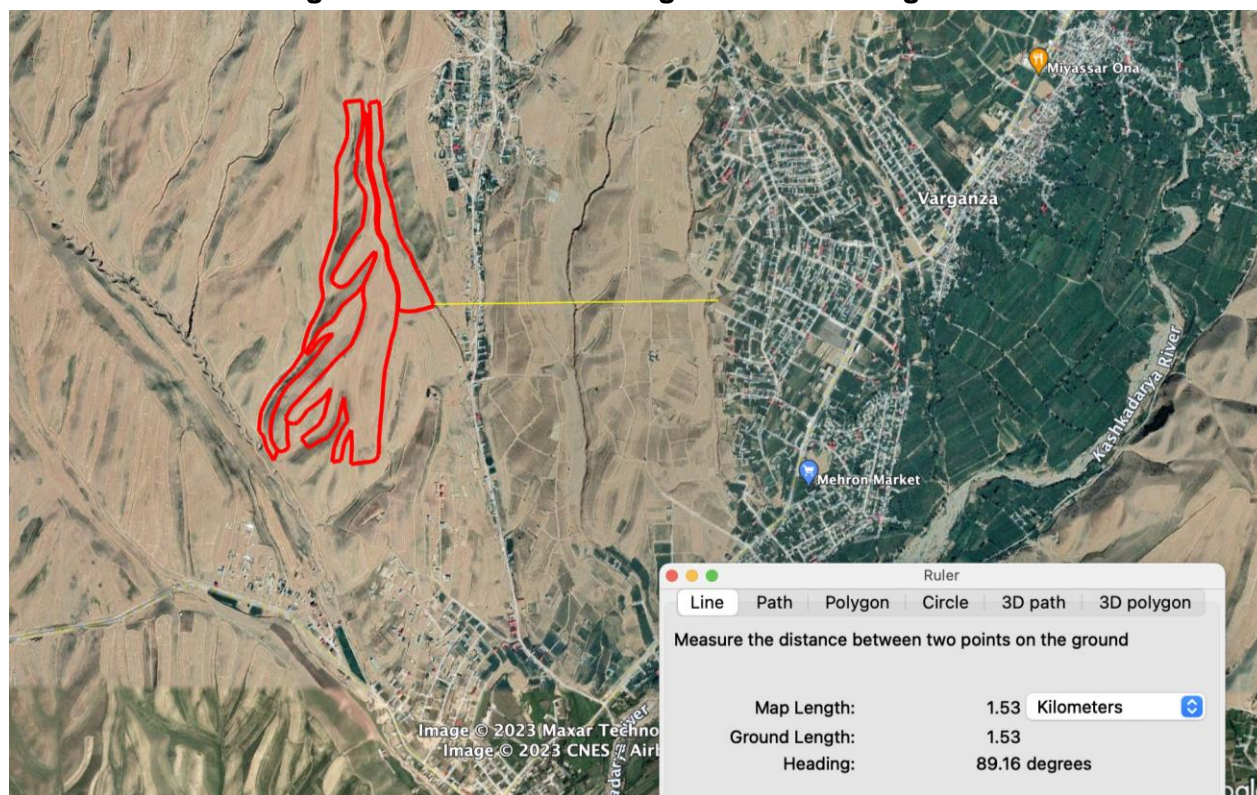 Miyassar Ona
Varganza
Kashkadarya River
Mehron Market
Ruler
Line
Path
Polygon
Circle
3D path
3D polygon
Measure the distance between two points on the ground
Map Length: 1.53 Kilometers
Ground Length: 1.53
Heading: 89.16 degrees
Image © 2023 Maxar Techno
Image © 2023 CNES / Airb